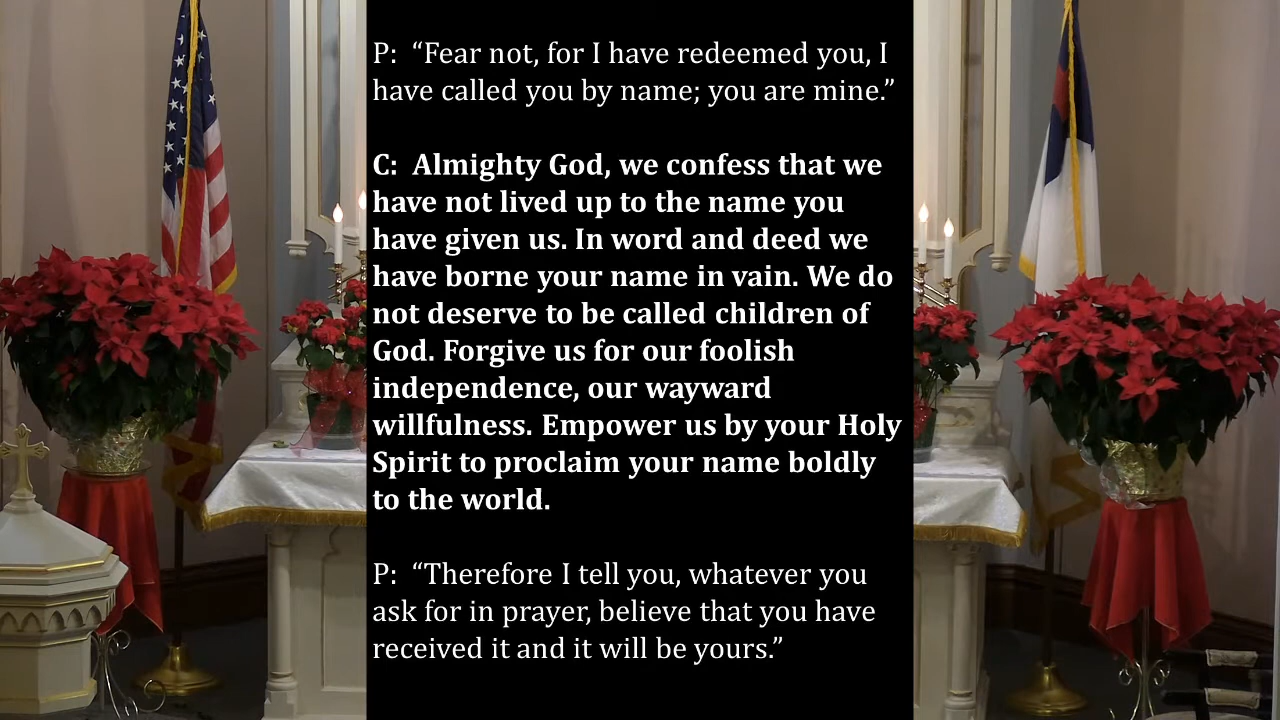 P:  “Fear not, for I have redeemed you, I
have called you by name; you are mine.”
C:  Almighty God, we confess that we
have not lived up to the name you
have given us. In word and deed we
have borne your name in vain. We do
not deserve to be called children of
God. Forgive us for our foolish
independence, our wayward
willfulness. Empower us by your Holy
Spirit to proclaim your name boldly
to the world.
P:  “Therefore I tell you, whatever you
ask for in prayer, believe that you have
received it and it will be yours.”